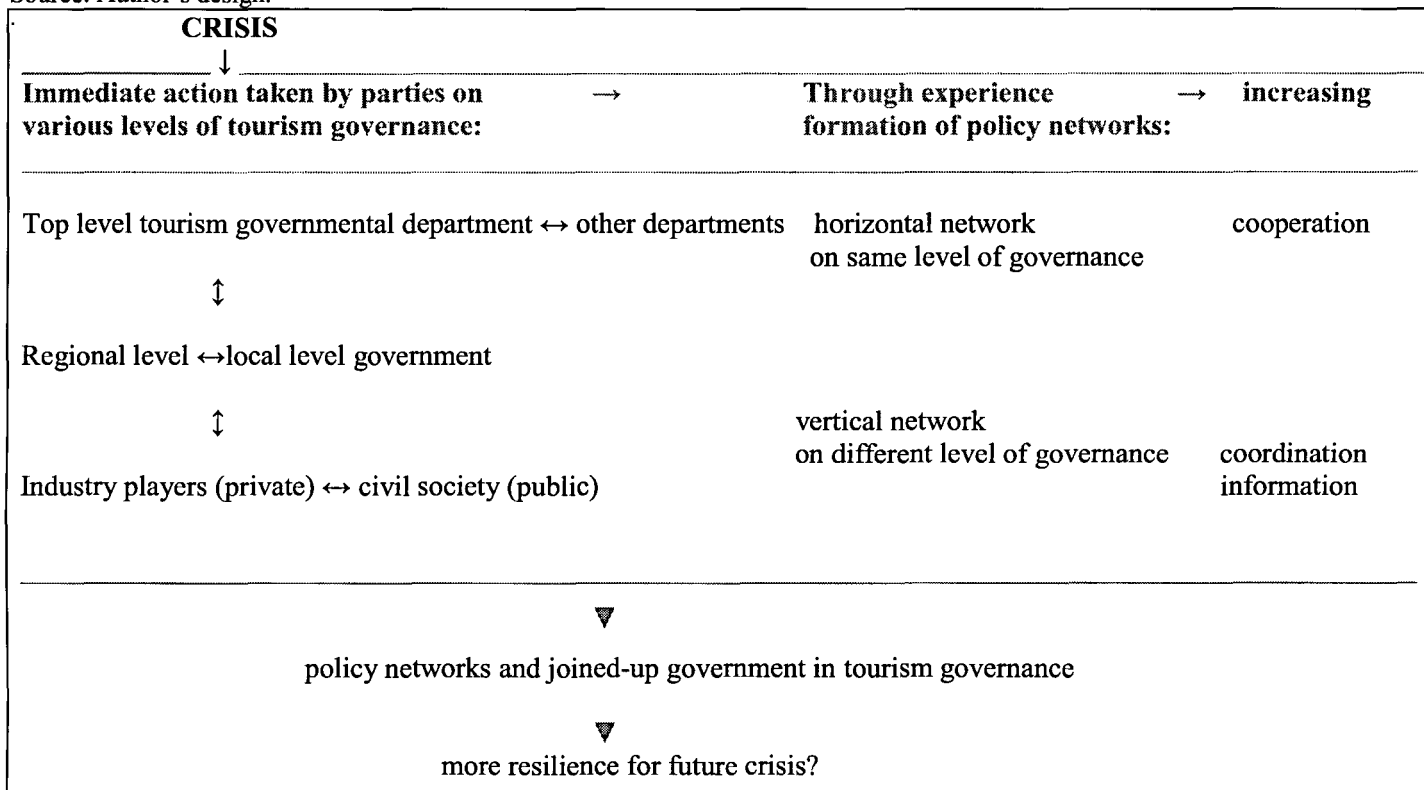 Source: Author's design.
CRISIS
↓
Immediate action taken by parties on → Through experience → increasing
various levels of tourism governance: formation of policy networks:
Top level tourism governmental department ↔ other departments horizontal network cooperation
on same level of governance
↕
Regional level ↔local level government
↕ vertical network
on different level of governance coordination
Industry players (private) ↔ civil society (public) information
▼
policy networks and joined-up government in tourism governance
▼
more resilience for future crisis?